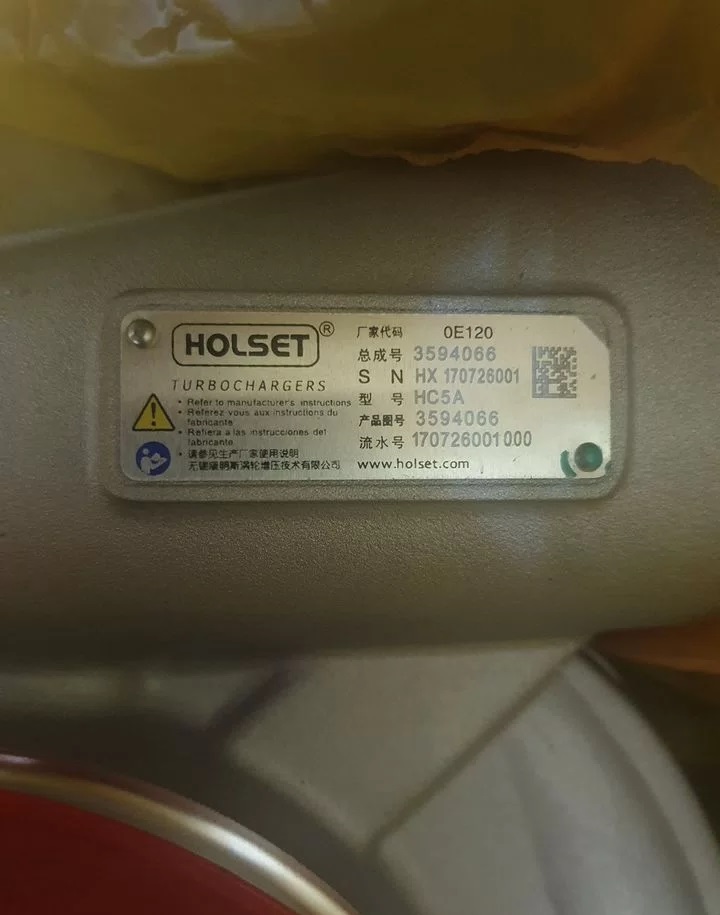 HOLSET®
TURBOCHARGERS
• Refer to manufacturer's instructions
• Referez vous aux instructions du
fabricante
• Refiera a las instrucciones del
fabricante
• 请参见生产厂家使用说明
无锡康明斯涡轮增压技术有限公司
厂家代码 0E120
总成号 3594066
S N HX 170726001
型 号 HC5A
产品图号 3594066
流水号 170726001000
www.holset.com